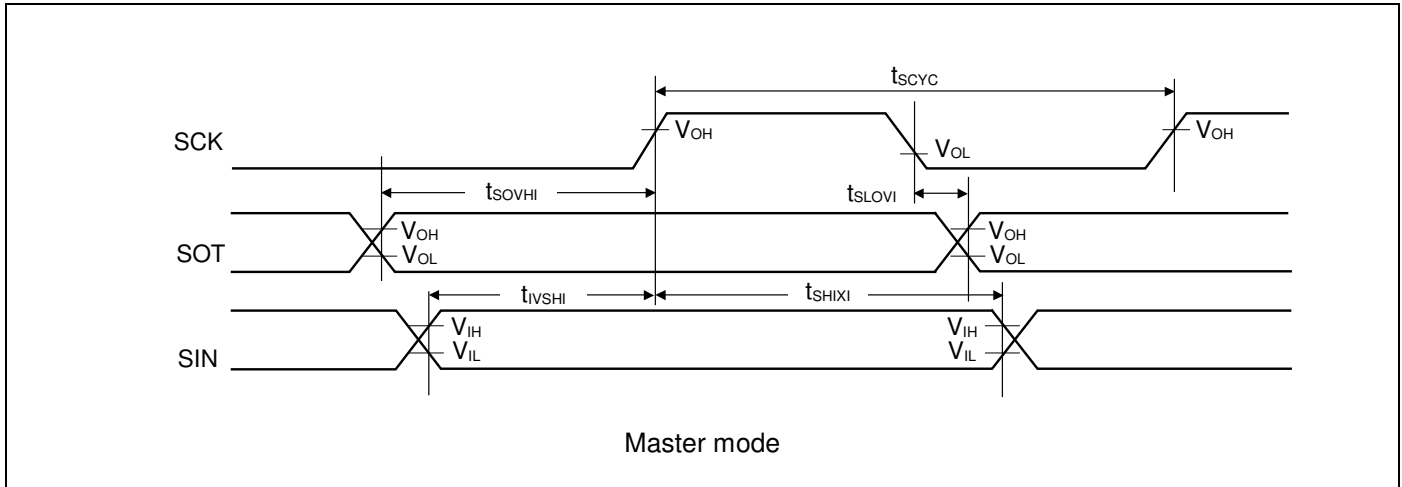 tSCYC
SCK
VOH
VOL
VOH
tSOVHI
tSLOVI
SOT
VOH
VOL
VOH
VOL
tIVSHI
tSHIXI
SIN
VIH
VIL
VIH
VIL
Master mode